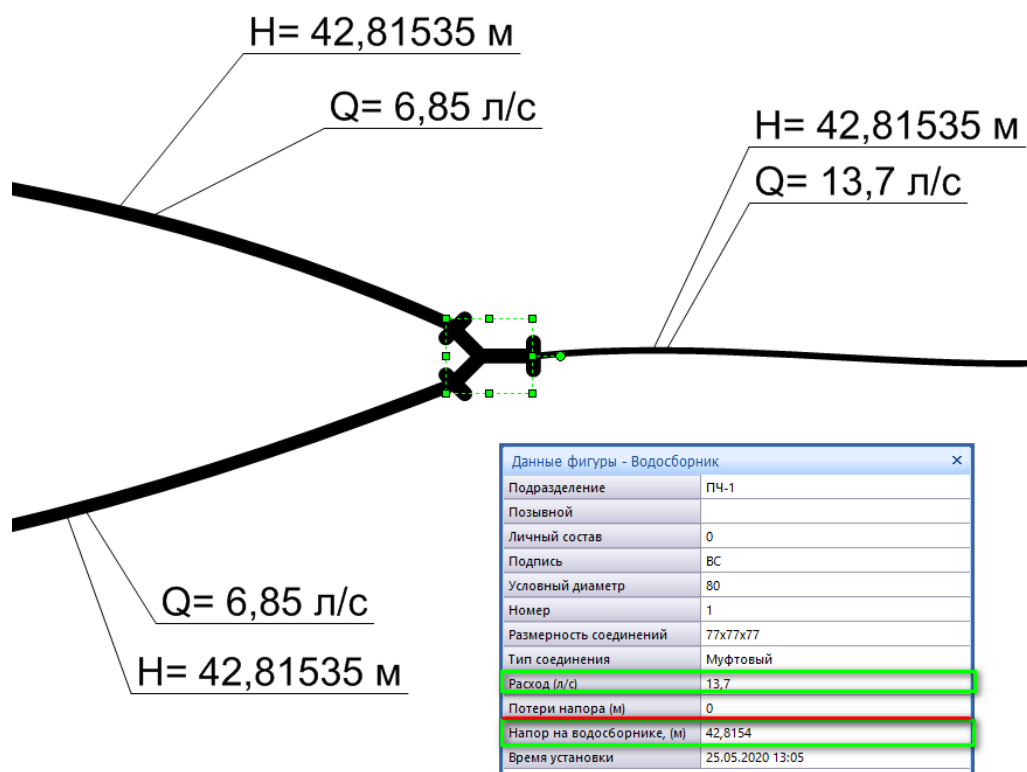 H= 42,81535 м
Q= 6,85 л/с
H= 42,81535 м
Q= 13,7 л/с
Q= 6,85 л/с
H= 42,81535 м
Данные фигуры - Водосборник ×
Подразделение ПЧ-1
Позывной
Личный состав 0
Подпись ВС
Условный диаметр 80
Номер 1
Размерность соединений 77x77x77
Тип соединения Муфтовый
Расход (л/с) 13,7
Потери напора (м) 0
Напор на водосборнике, (м) 42,8154
Время установки 25.05.2020 13:05